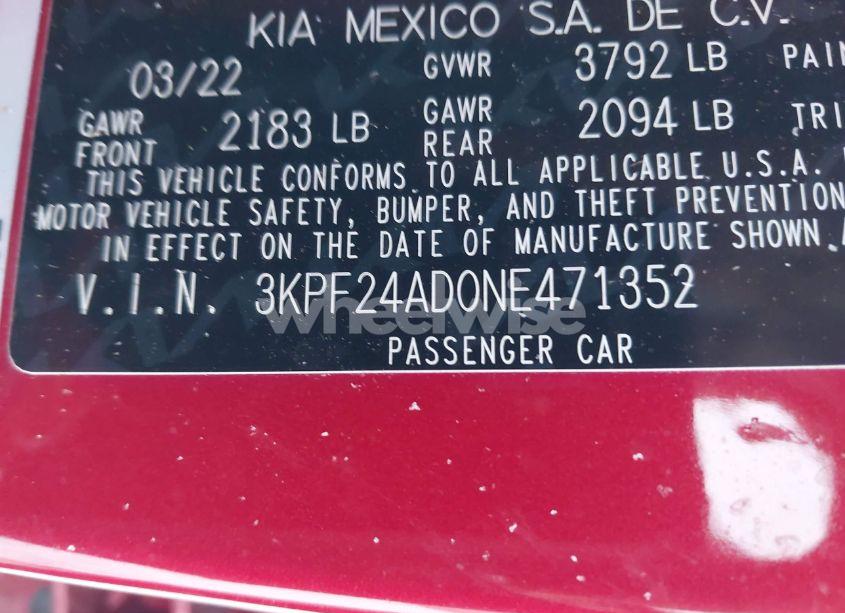 KIA MEXICO S.A. DE C.V.
03/22 GVWR 3792 LB PAIN
GAWR FRONT 2183 LB GAWR REAR 2094 LB TRI
THIS VEHICLE CONFORMS TO ALL APPLICABLE U.S.A.
MOTOR VEHICLE SAFETY, BUMPER, AND THEFT PREVENTION
IN EFFECT ON THE DATE OF MANUFACTURE SHOWN A
V.I.N. 3KPF24AD0NE471352
wheelwise
PASSENGER CAR